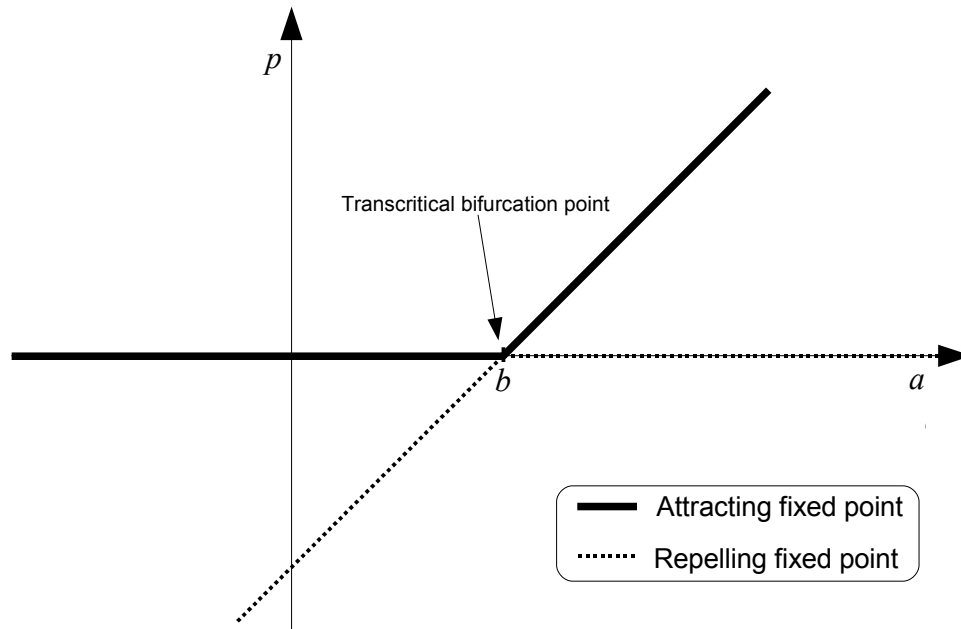 p
Transcritical bifurcation point
b
a
Attracting fixed point
Repelling fixed point